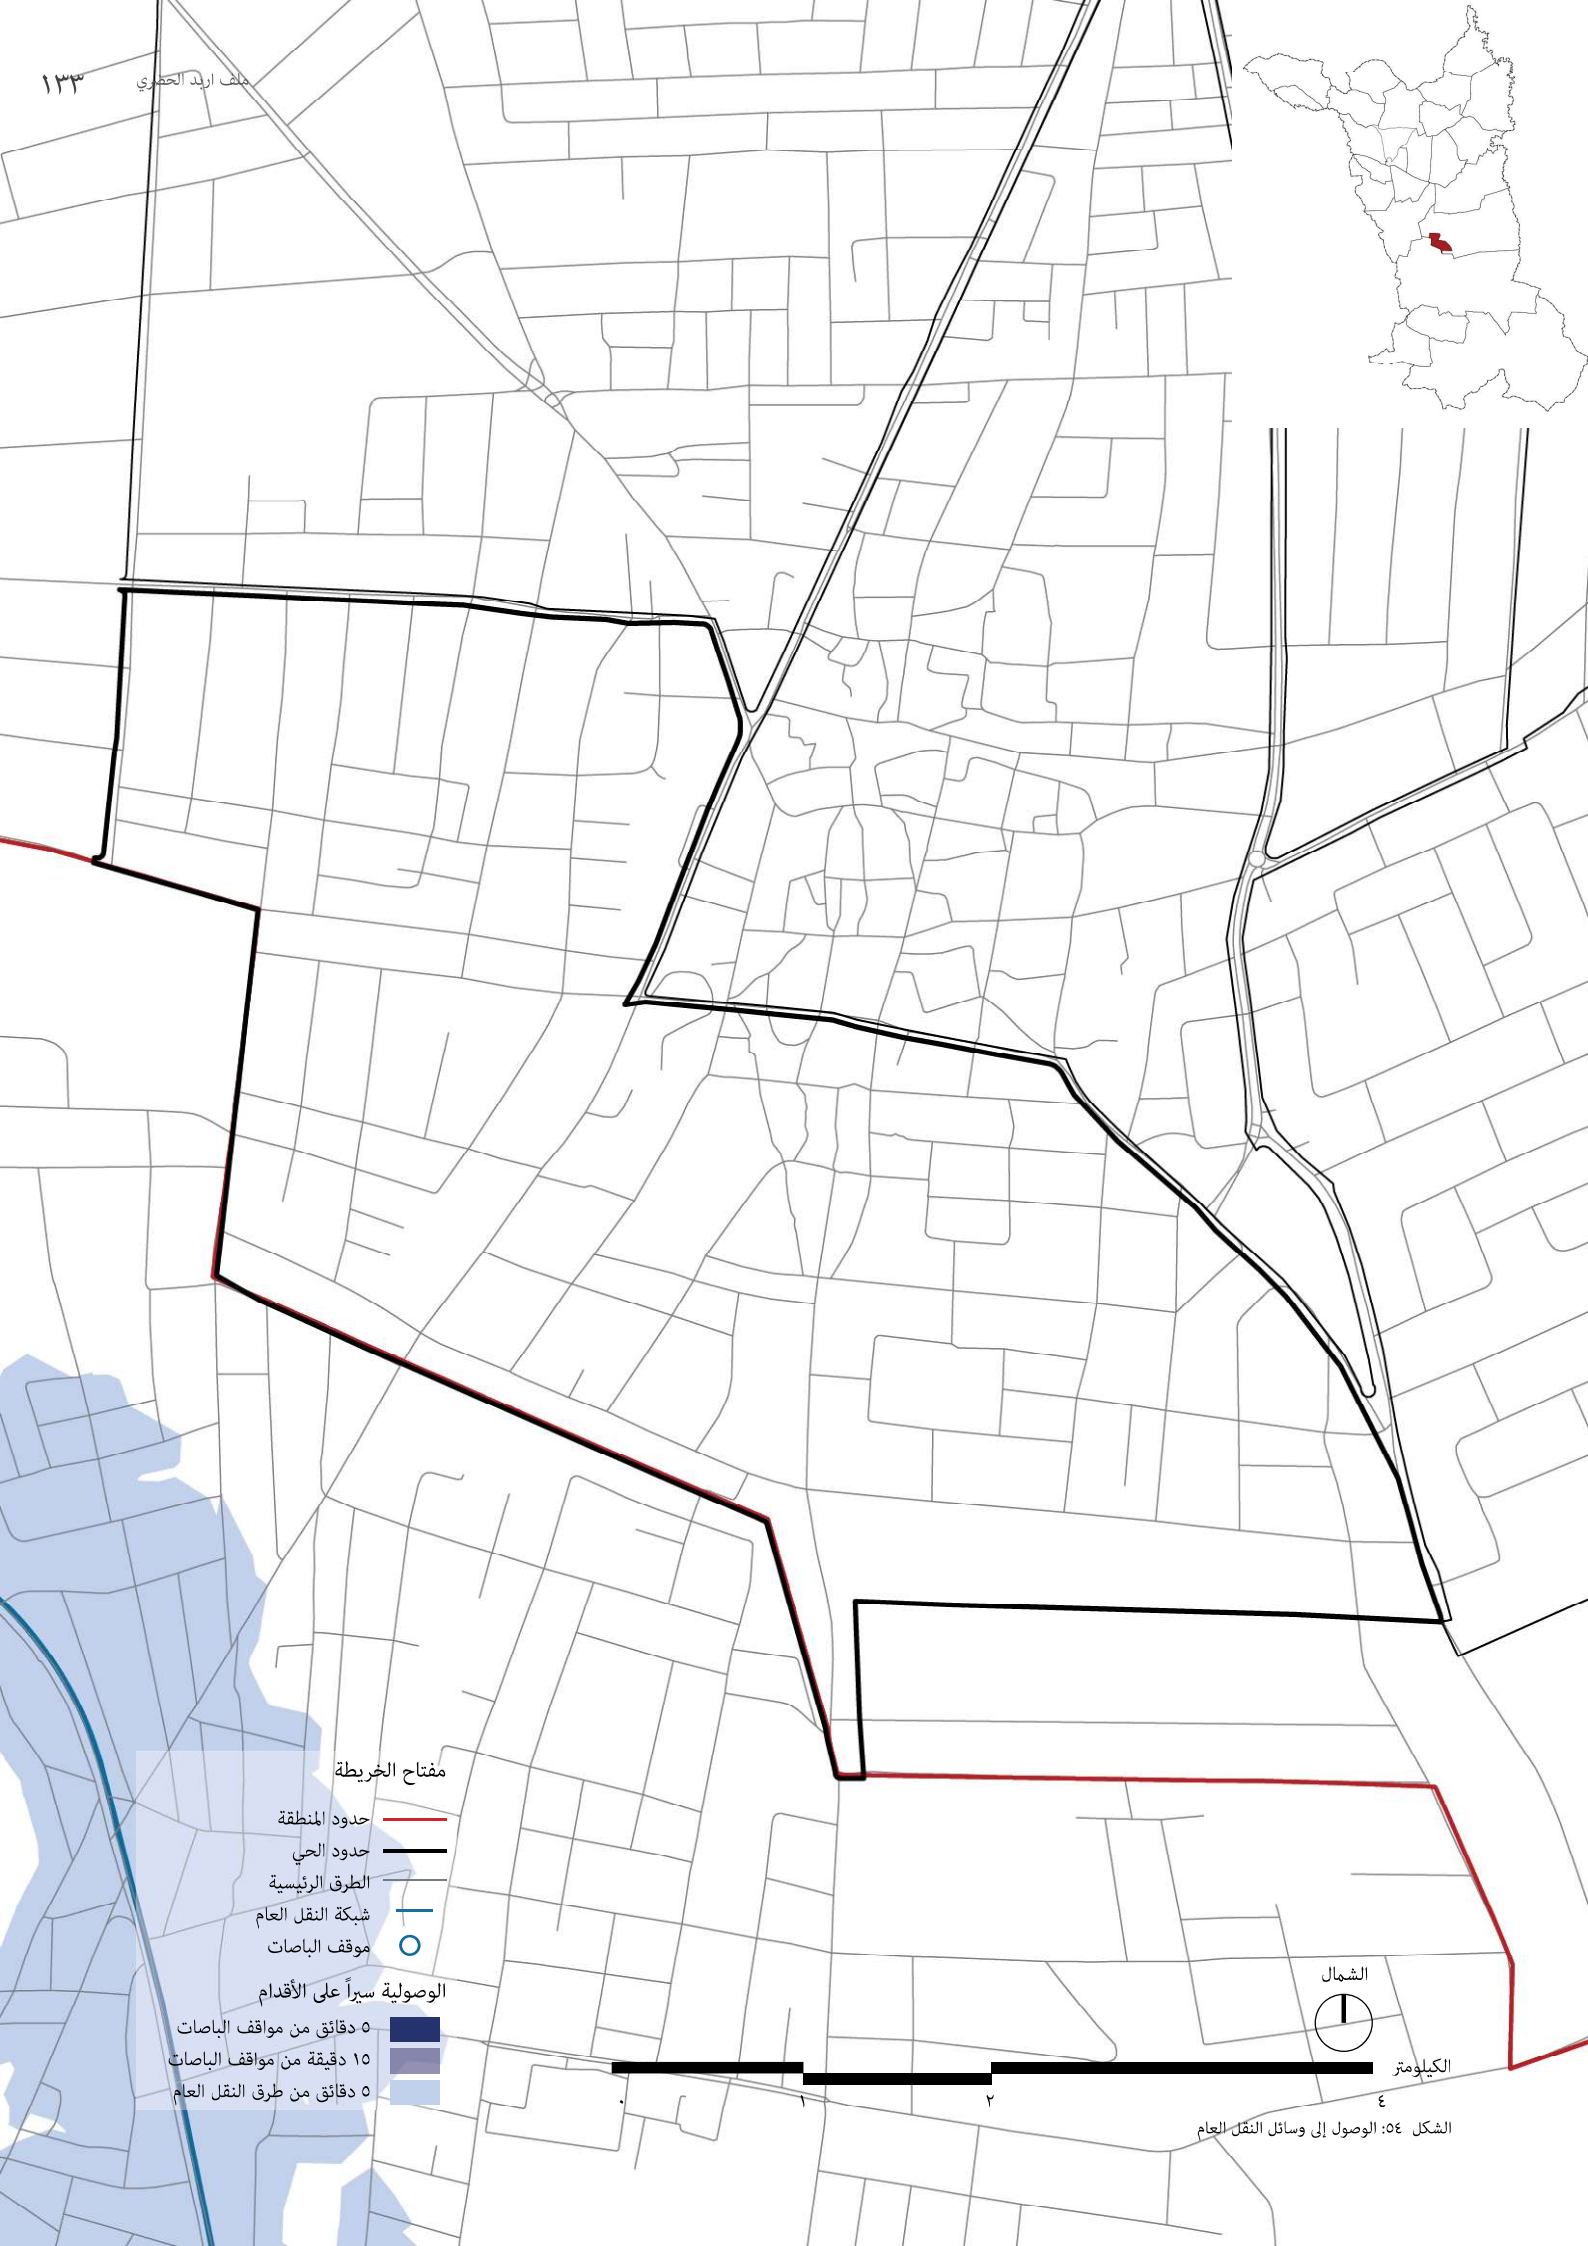 ملف اربد الحضري
١٣٣
مفتاح الخريطة
حدود المنطقة
حدود الحي
الطرق الرئيسية
شبكة النقل العام
موقف الباصات
الوصولية سيراً على الأقدام
٥ دقائق من مواقف الباصات
١٥ دقيقة من مواقف الباصات
٥ دقائق من طرق النقل العام
الشمال
الكيلومتر
٠ ١ ٢ ٤
الشكل ٥٤: الوصول إلى وسائل النقل العام